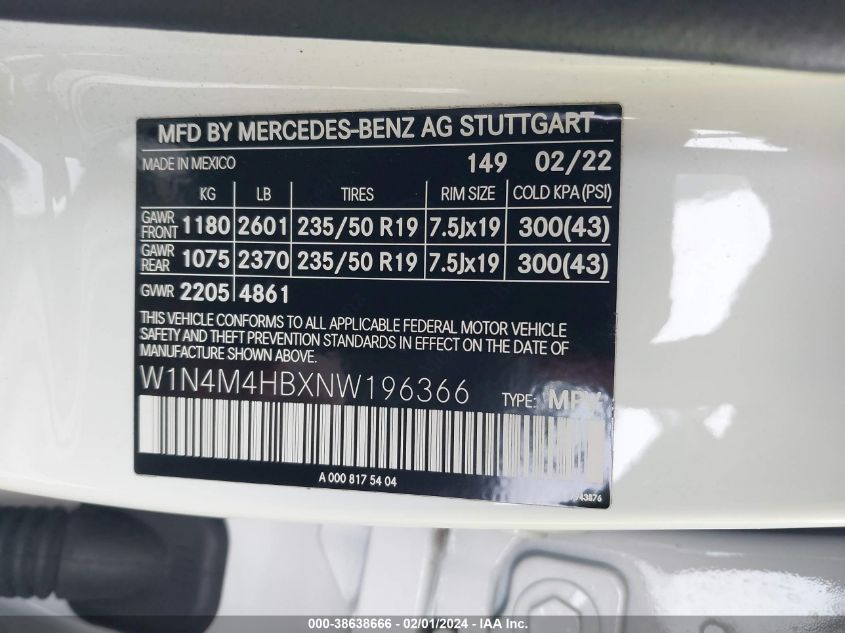 MFD BY MERCEDES-BENZ AG STUTTGART
MADE IN MEXICO 149 02/22
KG LB TIRES RIM SIZE COLD KPA (PSI)
GAWR FRONT 1180 2601 235/50 R19 7.5Jx19 300(43)
GAWR REAR 1075 2370 235/50 R19 7.5Jx19 300(43)
GVWR 2205 4861
THIS VEHICLE CONFORMS TO ALL APPLICABLE FEDERAL MOTOR VEHICLE
SAFETY AND THEFT PREVENTION STANDARDS IN EFFECT ON THE DATE OF
MANUFACTURE SHOWN ABOVE.
W1N4M4HBXNW196366 TYPE: MPV
A 000 817 54 04
000-38638666 - 02/01/2024 - IAA Inc.